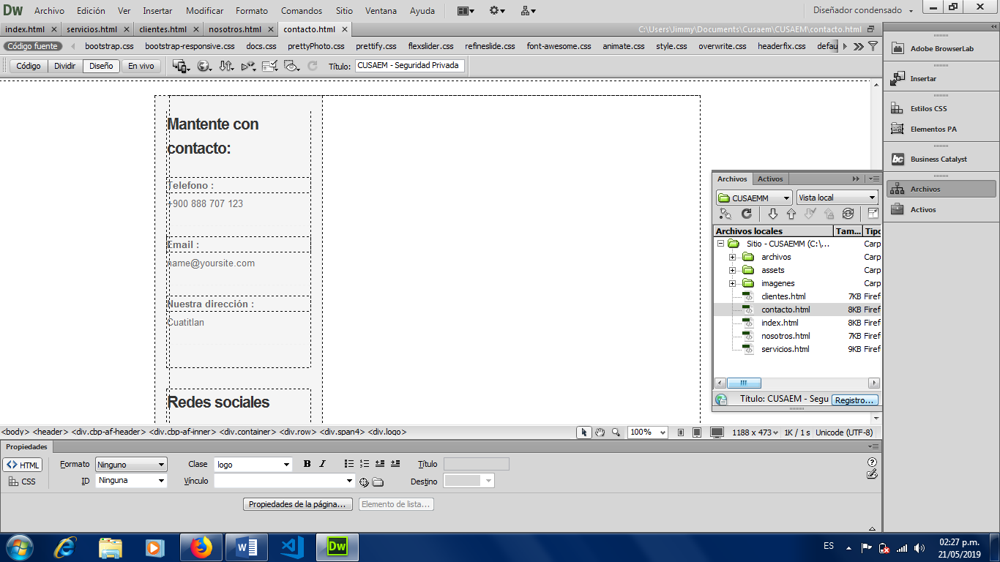 Dw Archivo Edición Ver Insertar Modificar Formato Comandos Sitio Ventana Ayuda Diseñador condensado
index.html servicios.html clientes.html nosotros.html contacto.html C:\Users\Jimmy\Documents\Cusaem\CUSAEM\contacto.html
Código fuente bootstrap.css bootstrap-responsive.css docs.css prettyPhoto.css prettify.css flexslider.css refineslide.css font-awesome.css animate.css style.css overwrite.css headerfix.css defau
Código Dividir Diseño En vivo Título: CUSAEM - Seguridad Privada
Mantente con
contacto:
Telefono :
+900 888 707 123
Email :
name@yoursite.com
Nuestra dirección :
Cuatitlan
Redes sociales
Archivos Activos
CUSAEMM Vista local
Archivos locales Tam... Tipo
Sitio - CUSAEMM (C:\... Carp
archivos Carp
assets Carp
imagenes Carp
clientes.html 7KB Firef
contacto.html 8KB Firef
index.html 8KB Firef
nosotros.html 7KB Firef
servicios.html 9KB Firef
Título: CUSAEM - Segu Registro...
Adobe BrowserLab
Insertar
Estilos CSS
Elementos PA
bc Business Catalyst
Archivos
Activos
<body> <header> <div.cbp-af-header> <div.cbp-af-inner> <div.container> <div.row> <div.span4> <div.logo> 100% 1188 x 473 1K / 1 s Unicode (UTF-8)
Propiedades
<> HTML Formato Ninguno Clase logo B I Título
CSS ID Ninguna Vínculo Destino
Propiedades de la página... Elemento de lista...
W Dw ES 02:27 p.m.
21/05/2019